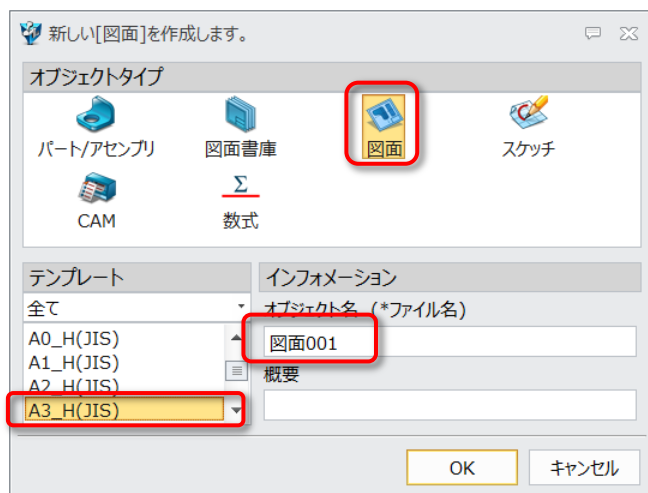 新しい[図面]を作成します。
オブジェクトタイプ
パート/アセンブリ 図面書庫 図面 スケッチ
Σ
CAM 数式
テンプレート インフォメーション
全て オブジェクト名 (*ファイル名)
A0_H(JIS)
図面001
A1_H(JIS)
概要
A2_H(JIS)
A3_H(JIS)
OK キャンセル